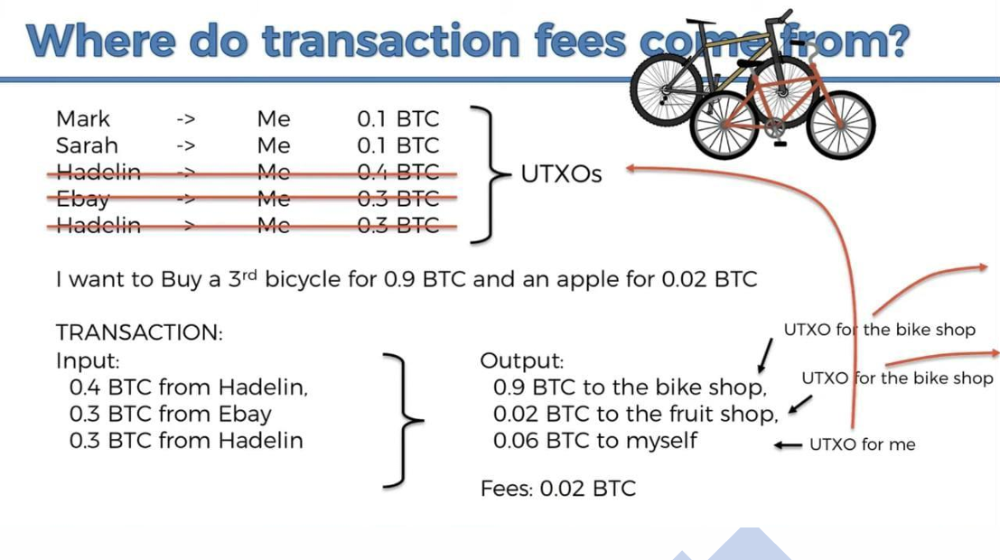 Where do transaction fees come from?
Mark -> Me 0.1 BTC
Sarah -> Me 0.1 BTC
Hadelin -> Me 0.4 BTC
Ebay -> Me 0.3 BTC
Hadelin -> Me 0.3 BTC
UTXOs
I want to Buy a 3rd bicycle for 0.9 BTC and an apple for 0.02 BTC
TRANSACTION:
Input:
0.4 BTC from Hadelin,
0.3 BTC from Ebay
0.3 BTC from Hadelin
Output:
0.9 BTC to the bike shop,
0.02 BTC to the fruit shop,
0.06 BTC to myself
Fees: 0.02 BTC
UTXO for the bike shop
UTXO for the bike shop
UTXO for me